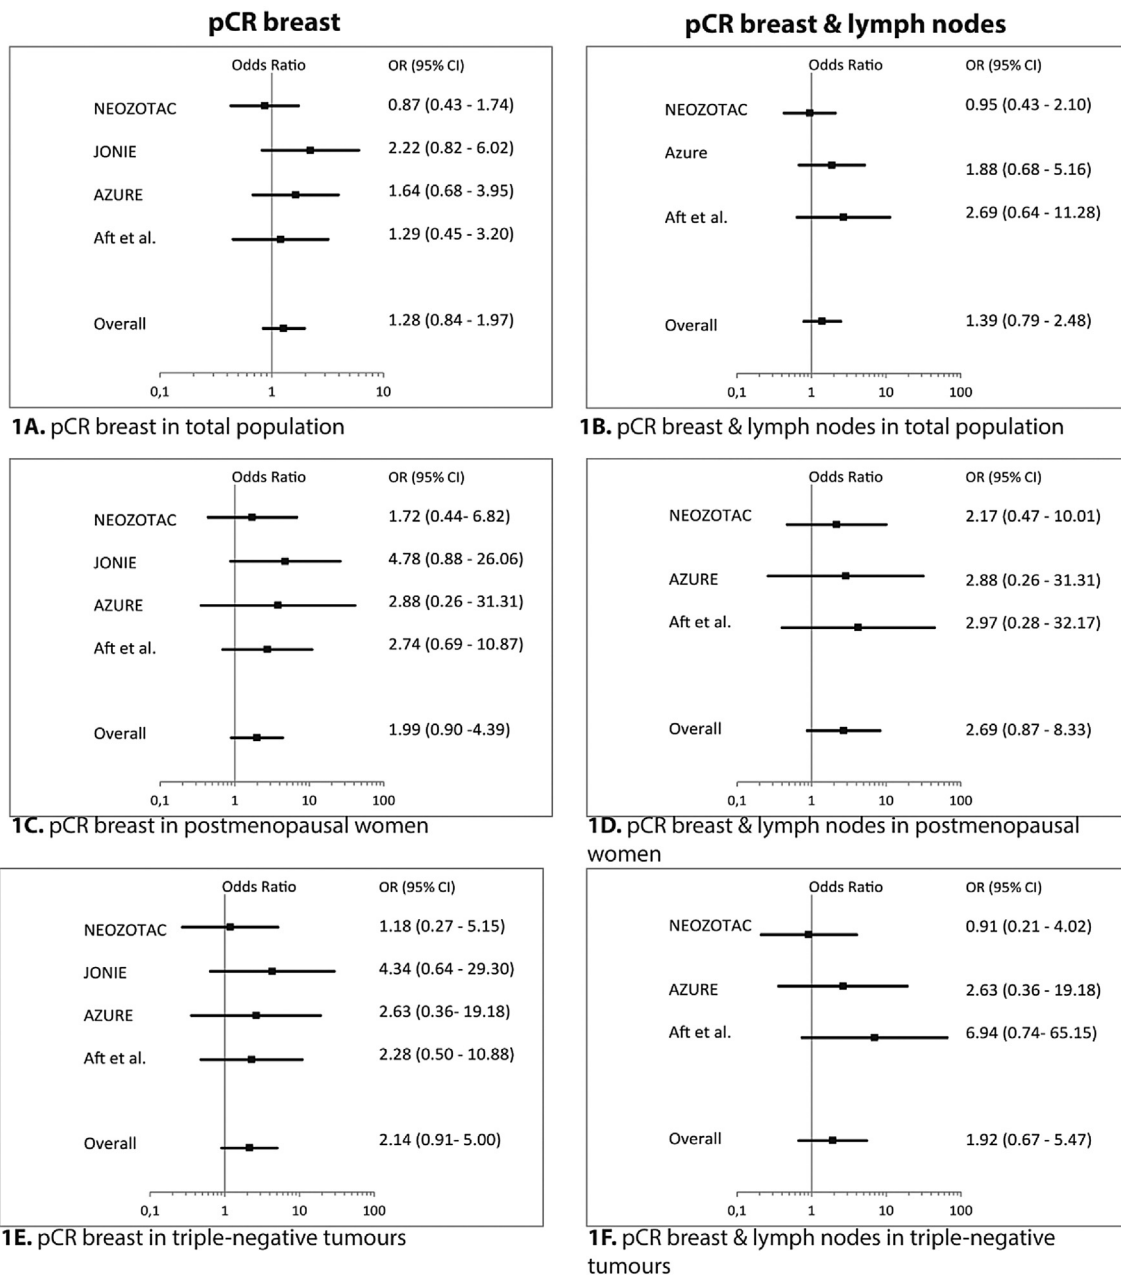 pCR breast
pCR breast & lymph nodes
Odds Ratio OR (95% CI)
NEOZOTAC 0.87 (0.43 - 1.74)
JONIE 2.22 (0.82 - 6.02)
AZURE 1.64 (0.68 - 3.95)
Aft et al. 1.29 (0.45 - 3.20)
Overall 1.28 (0.84 - 1.97)
0,1 1 10
1A. pCR breast in total population
Odds Ratio OR (95% CI)
NEOZOTAC 0.95 (0.43 - 2.10)
Azure 1.88 (0.68 - 5.16)
Aft et al. 2.69 (0.64 - 11.28)
Overall 1.39 (0.79 - 2.48)
0,1 1 10 100
1B. pCR breast & lymph nodes in total population
Odds Ratio OR (95% CI)
NEOZOTAC 1.72 (0.44- 6.82)
JONIE 4.78 (0.88 - 26.06)
AZURE 2.88 (0.26 - 31.31)
Aft et al. 2.74 (0.69 - 10.87)
Overall 1.99 (0.90 -4.39)
0,1 1 10 100
1C. pCR breast in postmenopausal women
Odds Ratio OR (95% CI)
NEOZOTAC 2.17 (0.47 - 10.01)
AZURE 2.88 (0.26 - 31.31)
Aft et al. 2.97 (0.28 - 32.17)
Overall 2.69 (0.87 - 8.33)
0,1 1 10 100
1D. pCR breast & lymph nodes in postmenopausal
women
Odds Ratio OR (95% CI)
NEOZOTAC 1.18 (0.27 - 5.15)
JONIE 4.34 (0.64 - 29.30)
AZURE 2.63 (0.36- 19.18)
Aft et al. 2.28 (0.50 - 10.88)
Overall 2.14 (0.91- 5.00)
0,1 1 10 100
1E. pCR breast in triple-negative tumours
Odds Ratio OR (95% CI)
NEOZOTAC 0.91 (0.21 - 4.02)
AZURE 2.63 (0.36 - 19.18)
Aft et al. 6.94 (0.74- 65.15)
Overall 1.92 (0.67 - 5.47)
0,1 1 10 100
1F. pCR breast & lymph nodes in triple-negative
tumours